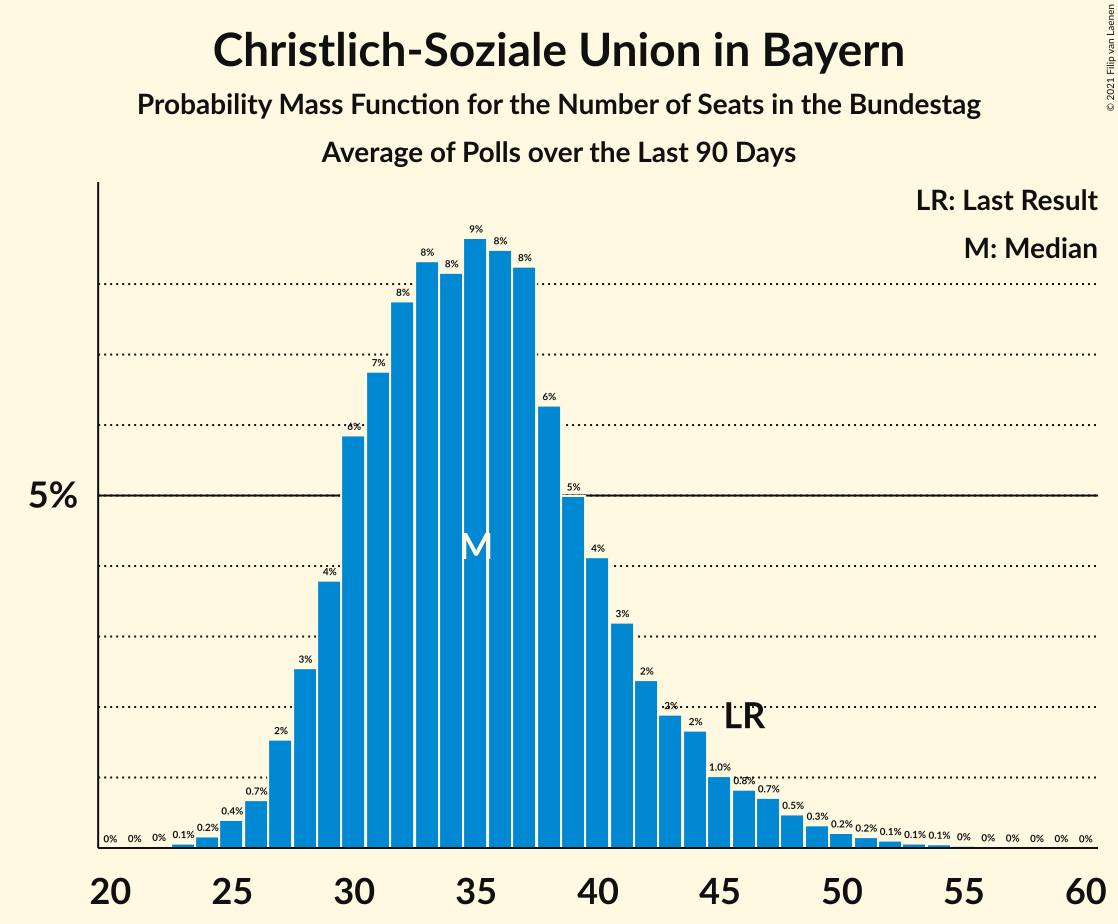 Christlich-Soziale Union in Bayern
Probability Mass Function for the Number of Seats in the Bundestag
Average of Polls over the Last 90 Days
© 2021 Filip van Laenen
LR: Last Result
M: Median
5%
0% 0% 0% 0.1% 0.2% 0.4% 0.7% 2% 3% 4% 6% 7% 8% 8% 8% 9% 8% 8% 6% 5% 4% 3% 2% 2% 2% 1.0% 0.8% 0.7% 0.5% 0.3% 0.2% 0.2% 0.1% 0.1% 0.1% 0% 0% 0% 0% 0% 0%
M
LR
20 25 30 35 40 45 50 55 60